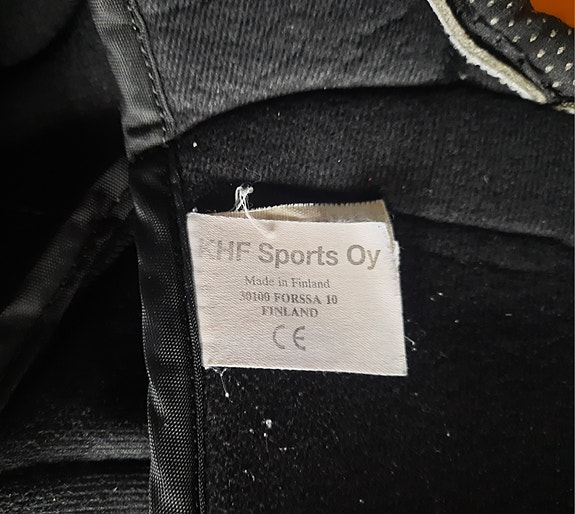 KHF Sports Oy
Made in Finland
30100 FORSSA 10
FINLAND
CE